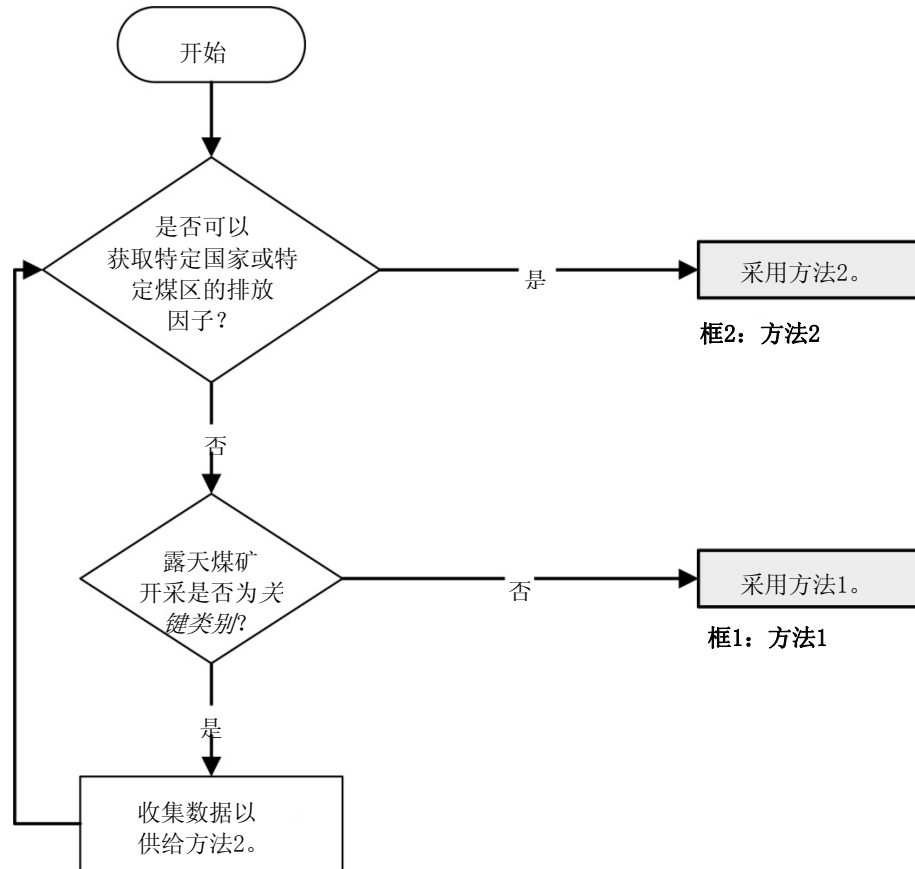 开始
是否可以
获取特定国家或特
定煤区的排放
因子？
是
采用方法2。
框2：方法2
否
露天煤矿
开采是否为关
键类别？
否
采用方法1。
框1：方法1
是
收集数据以
供给方法2。